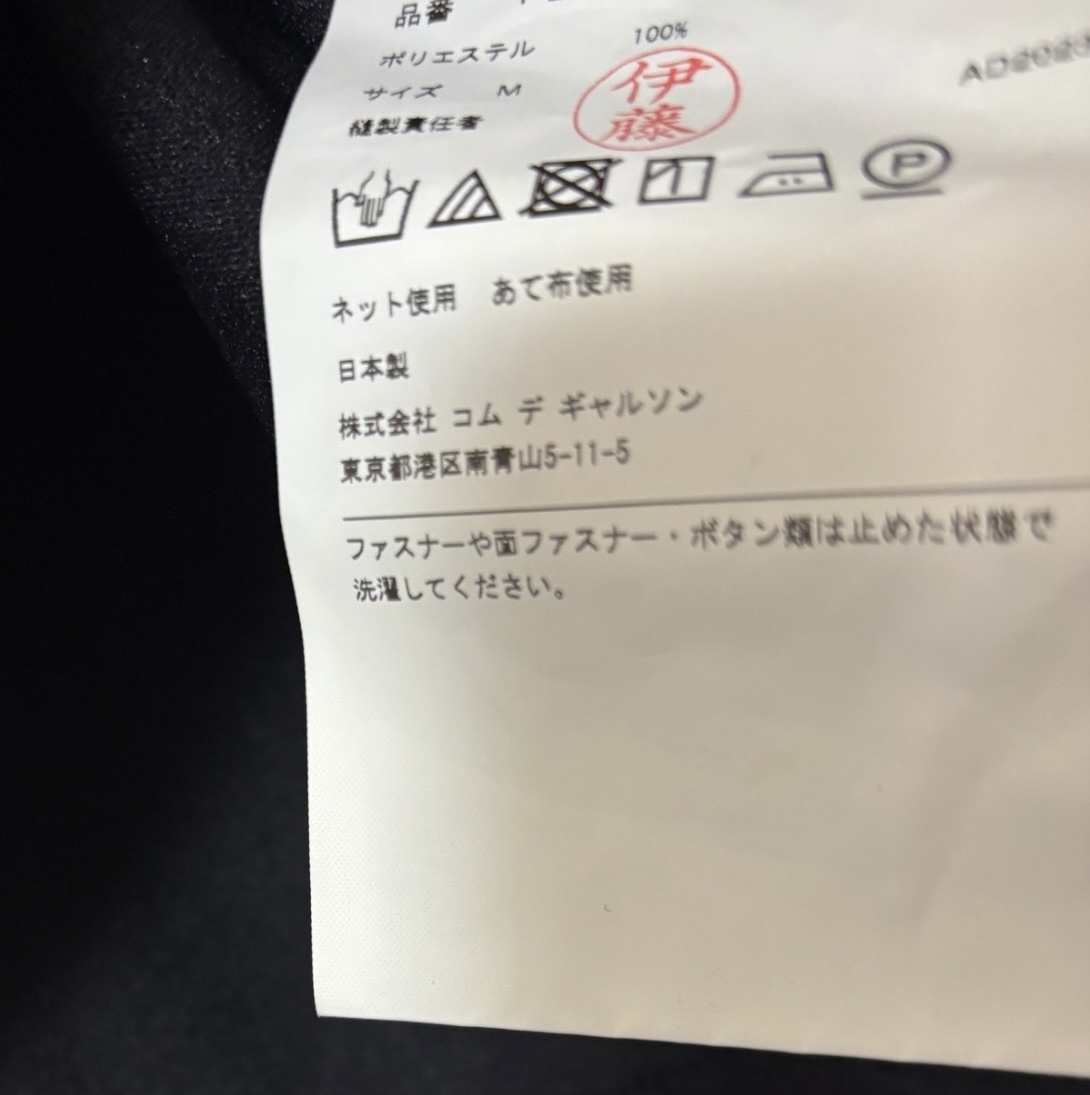 品番
ポリエステル 100%
サイズ M
縫製責任者 伊藤
AD202
P
ネット使用 あて布使用
日本製
株式会社 コム デ ギャルソン
東京都港区南青山5-11-5
ファスナーや面ファスナー・ボタン類は止めた状態で
洗濯してください。